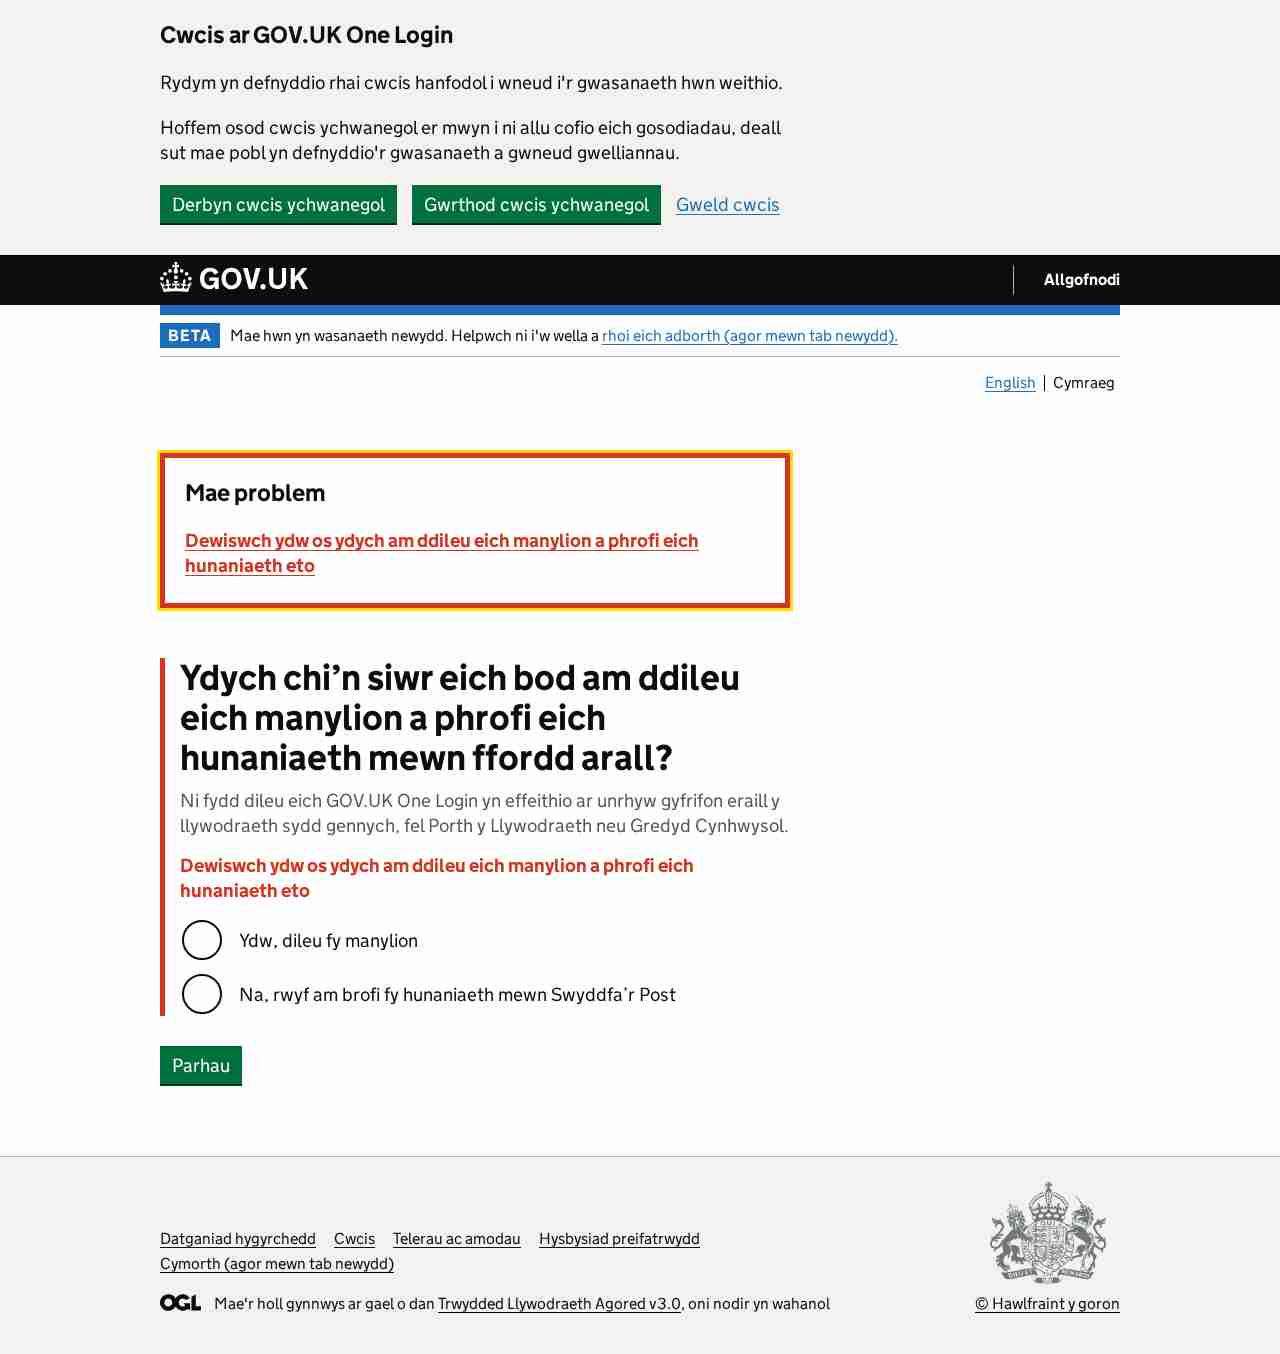 Cwcis ar GOV.UK One Login
Rydym yn defnyddio rhai cwcis hanfodol i wneud i'r gwasanaeth hwn weithio.
Hoffem osod cwcis ychwanegol er mwyn i ni allu cofio eich gosodiadau, deall
sut mae pobl yn defnyddio'r gwasanaeth a gwneud gwelliannau.
Derbyn cwcis ychwanegol Gwrthod cwcis ychwanegol Gweld cwcis
GOV.UK Allgofnodi
BETA Mae hwn yn wasanaeth newydd. Helpwch ni i'w wella a rhoi eich adborth (agor mewn tab newydd).
English Cymraeg
Mae problem
Dewiswch ydw os ydych am ddileu eich manylion a phrofi eich
hunaniaeth eto
Ydych chi’n siwr eich bod am ddileu
eich manylion a phrofi eich
hunaniaeth mewn ffordd arall?
Ni fydd dileu eich GOV.UK One Login yn effeithio ar unrhyw gyfrifon eraill y
llywodraeth sydd gennych, fel Porth y Llywodraeth neu Gredyd Cynhwysol.
Dewiswch ydw os ydych am ddileu eich manylion a phrofi eich
hunaniaeth eto
Ydw, dileu fy manylion
Na, rwyf am brofi fy hunaniaeth mewn Swyddfa’r Post
Parhau
Datganiad hygyrchedd Cwcis Telerau ac amodau Hysbysiad preifatrwydd
Cymorth (agor mewn tab newydd)
OGL Mae'r holl gynnwys ar gael o dan Trwydded Llywodraeth Agored v3.0, oni nodir yn wahanol
© Hawlfraint y goron